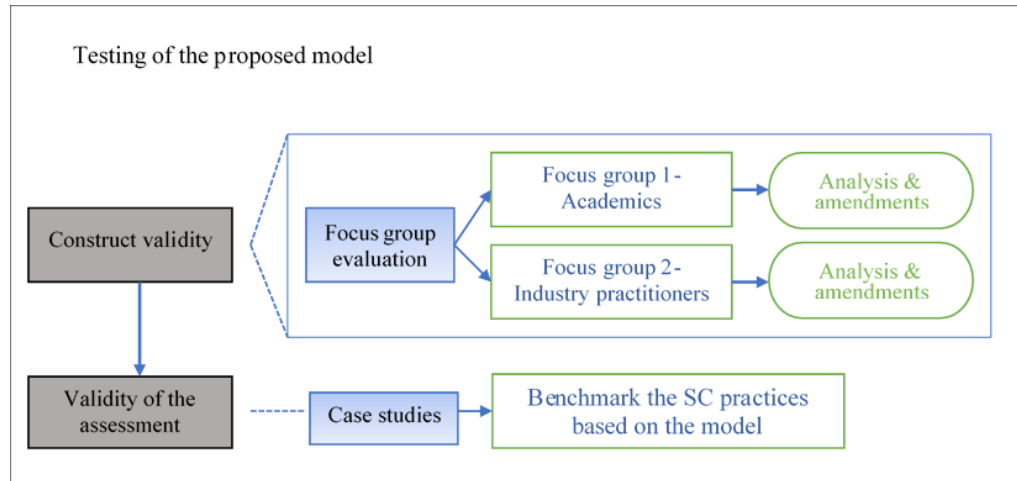 Testing of the proposed model
Focus group 1-
Academics
Analysis &
amendments
Construct validity
Focus group
evaluation
Focus group 2-
Industry practitioners
Analysis &
amendments
Validity of the
assessment
Case studies
Benchmark the SC practices
based on the model